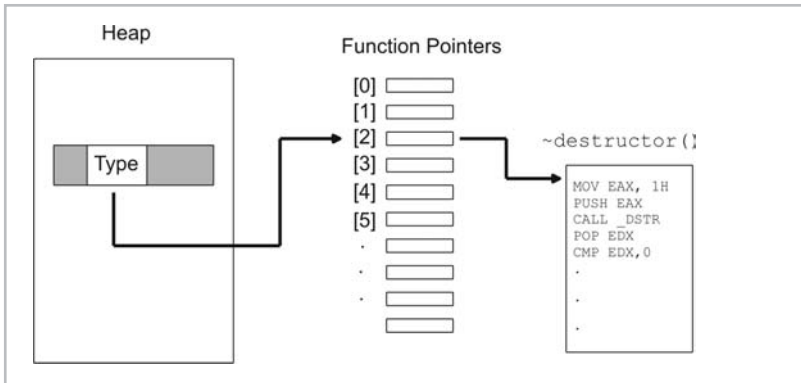 Heap
Type
Function Pointers
[0]
[1]
[2]
[3]
[4]
[5]
.
.
.
~destructor()
MOV EAX, 1H
PUSH EAX
CALL _DSTR
POP EDX
CMP EDX,0
.
.
.